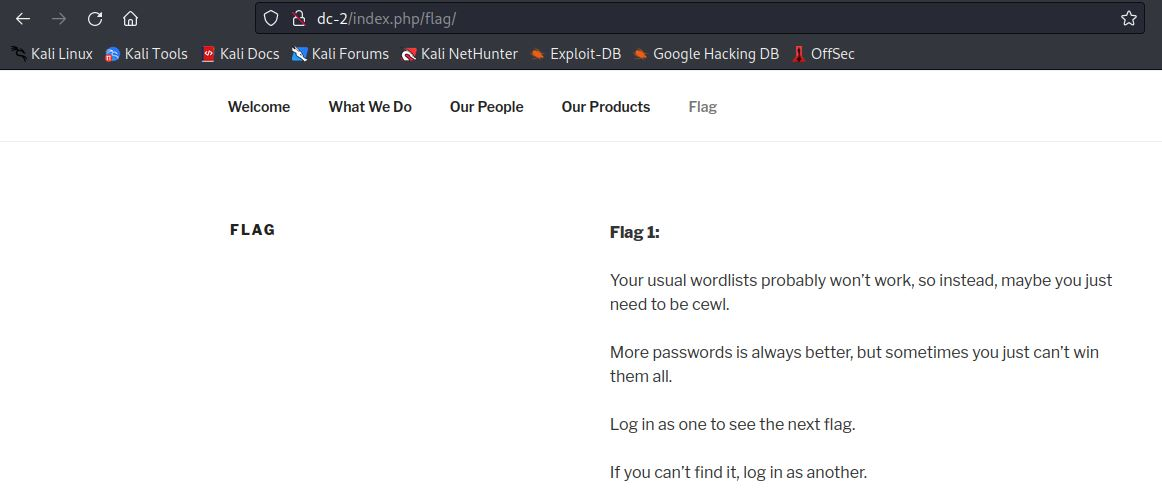 dc-2/index.php/flag/
Kali Linux Kali Tools Kali Docs Kali Forums Kali NetHunter Exploit-DB Google Hacking DB OffSec
Welcome What We Do Our People Our Products Flag
FLAG
Flag 1:
Your usual wordlists probably won’t work, so instead, maybe you just
need to be cewl.
More passwords is always better, but sometimes you just can’t win
them all.
Log in as one to see the next flag.
If you can’t find it, log in as another.